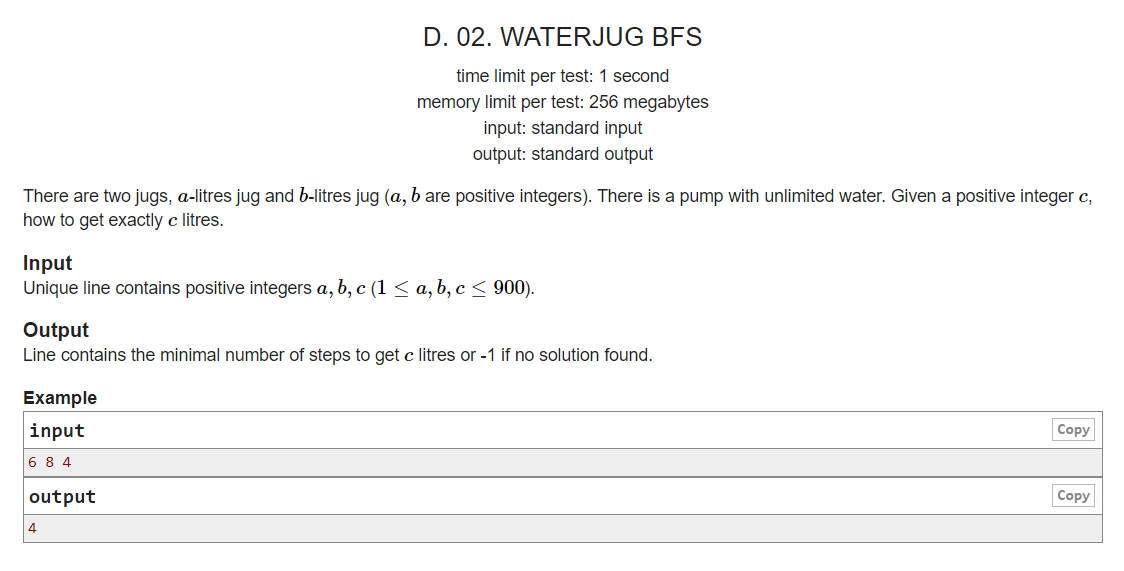 D. 02. WATERJUG BFS
time limit per test: 1 second
memory limit per test: 256 megabytes
input: standard input
output: standard output
There are two jugs, a-litres jug and b-litres jug (a, b are positive integers). There is a pump with unlimited water. Given a positive integer c,
how to get exactly c litres.
Input
Unique line contains positive integers a, b, c (1 ≤ a, b, c ≤ 900).
Output
Line contains the minimal number of steps to get c litres or -1 if no solution found.
Example
input Copy
6 8 4
output Copy
4